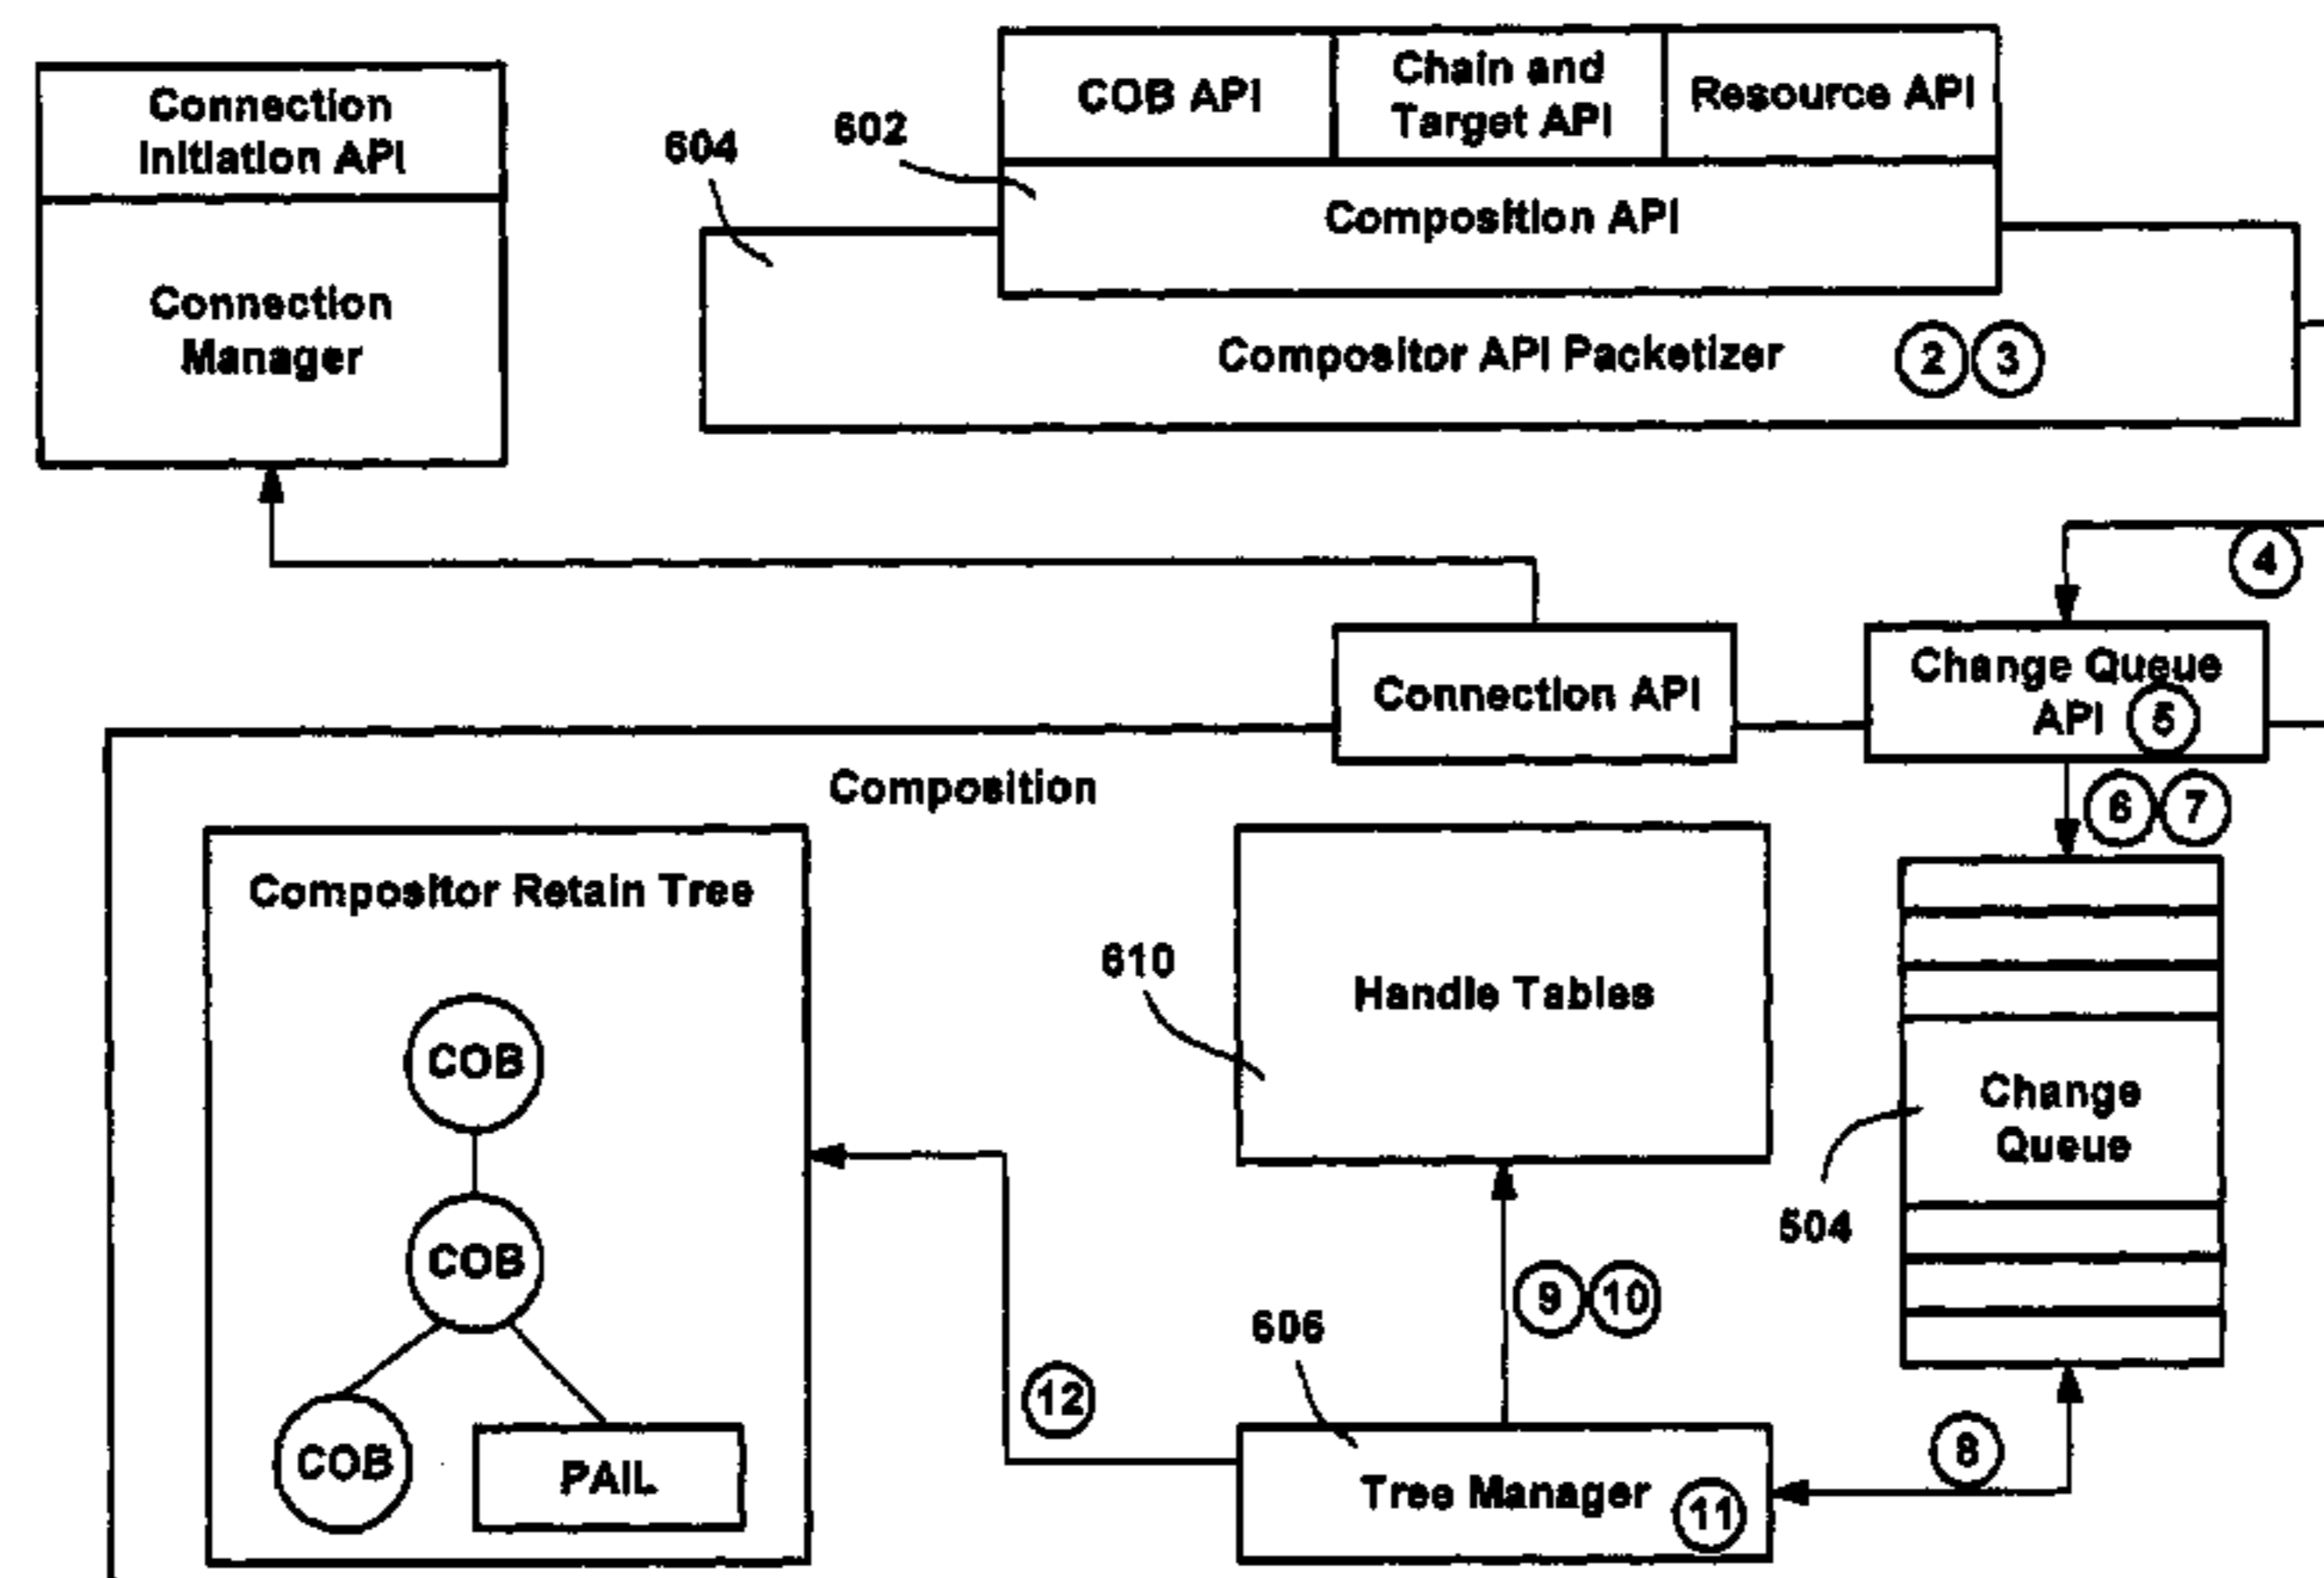 Connection
Initiation API
Connection
Manager
604
602
COB API
Chain and
Target API
Resource API
Composition API
Compositor API Packetizer
2
3
4
Connection API
Change Queue
API
5
6
7
Composition
Compositor Retain Tree
COB
COB
COB
PAIL
610
Handle Tables
Change
Queue
504
9
10
12
606
Tree Manager
11
8